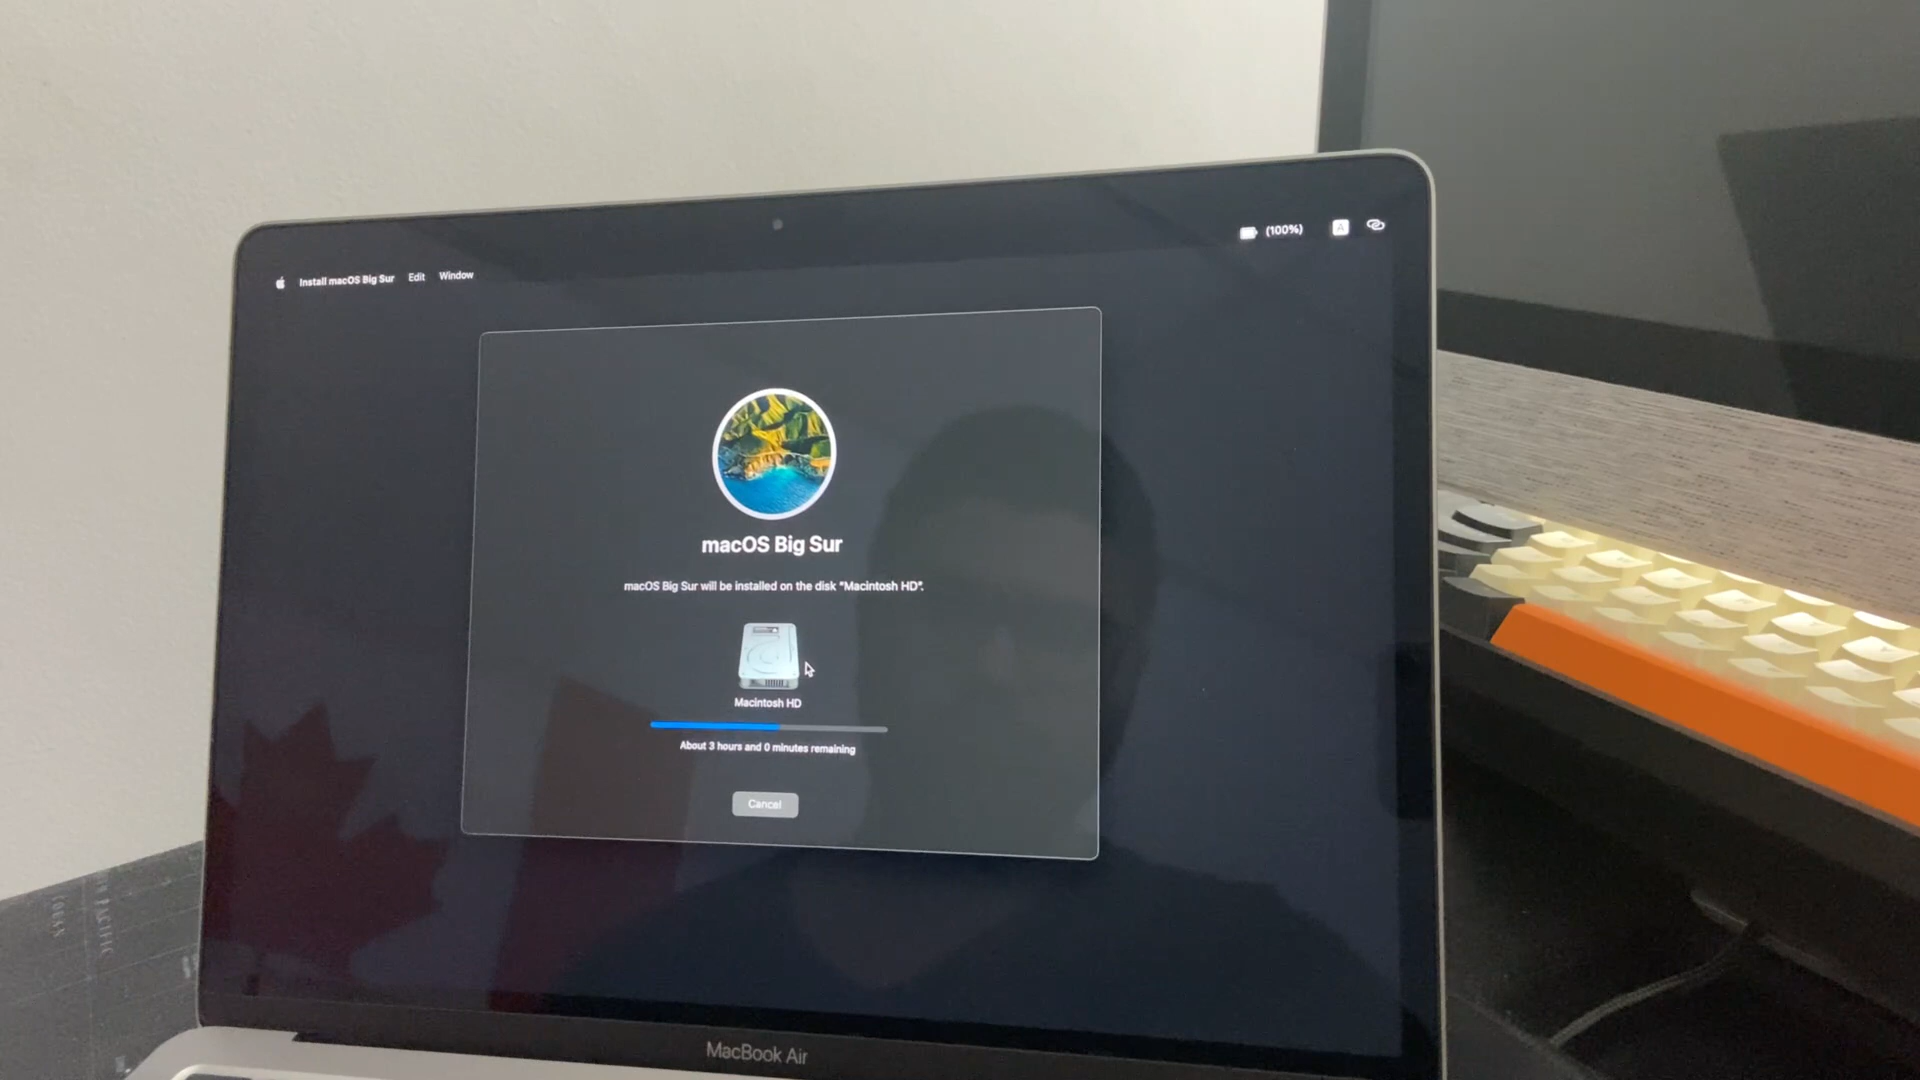 (100%) A
Install macOS Big Sur Edit Window
macOS Big Sur
macOS Big Sur will be installed on the disk "Macintosh HD".
Macintosh HD
About 3 hours and 0 minutes remaining
Cancel
MacBook Air